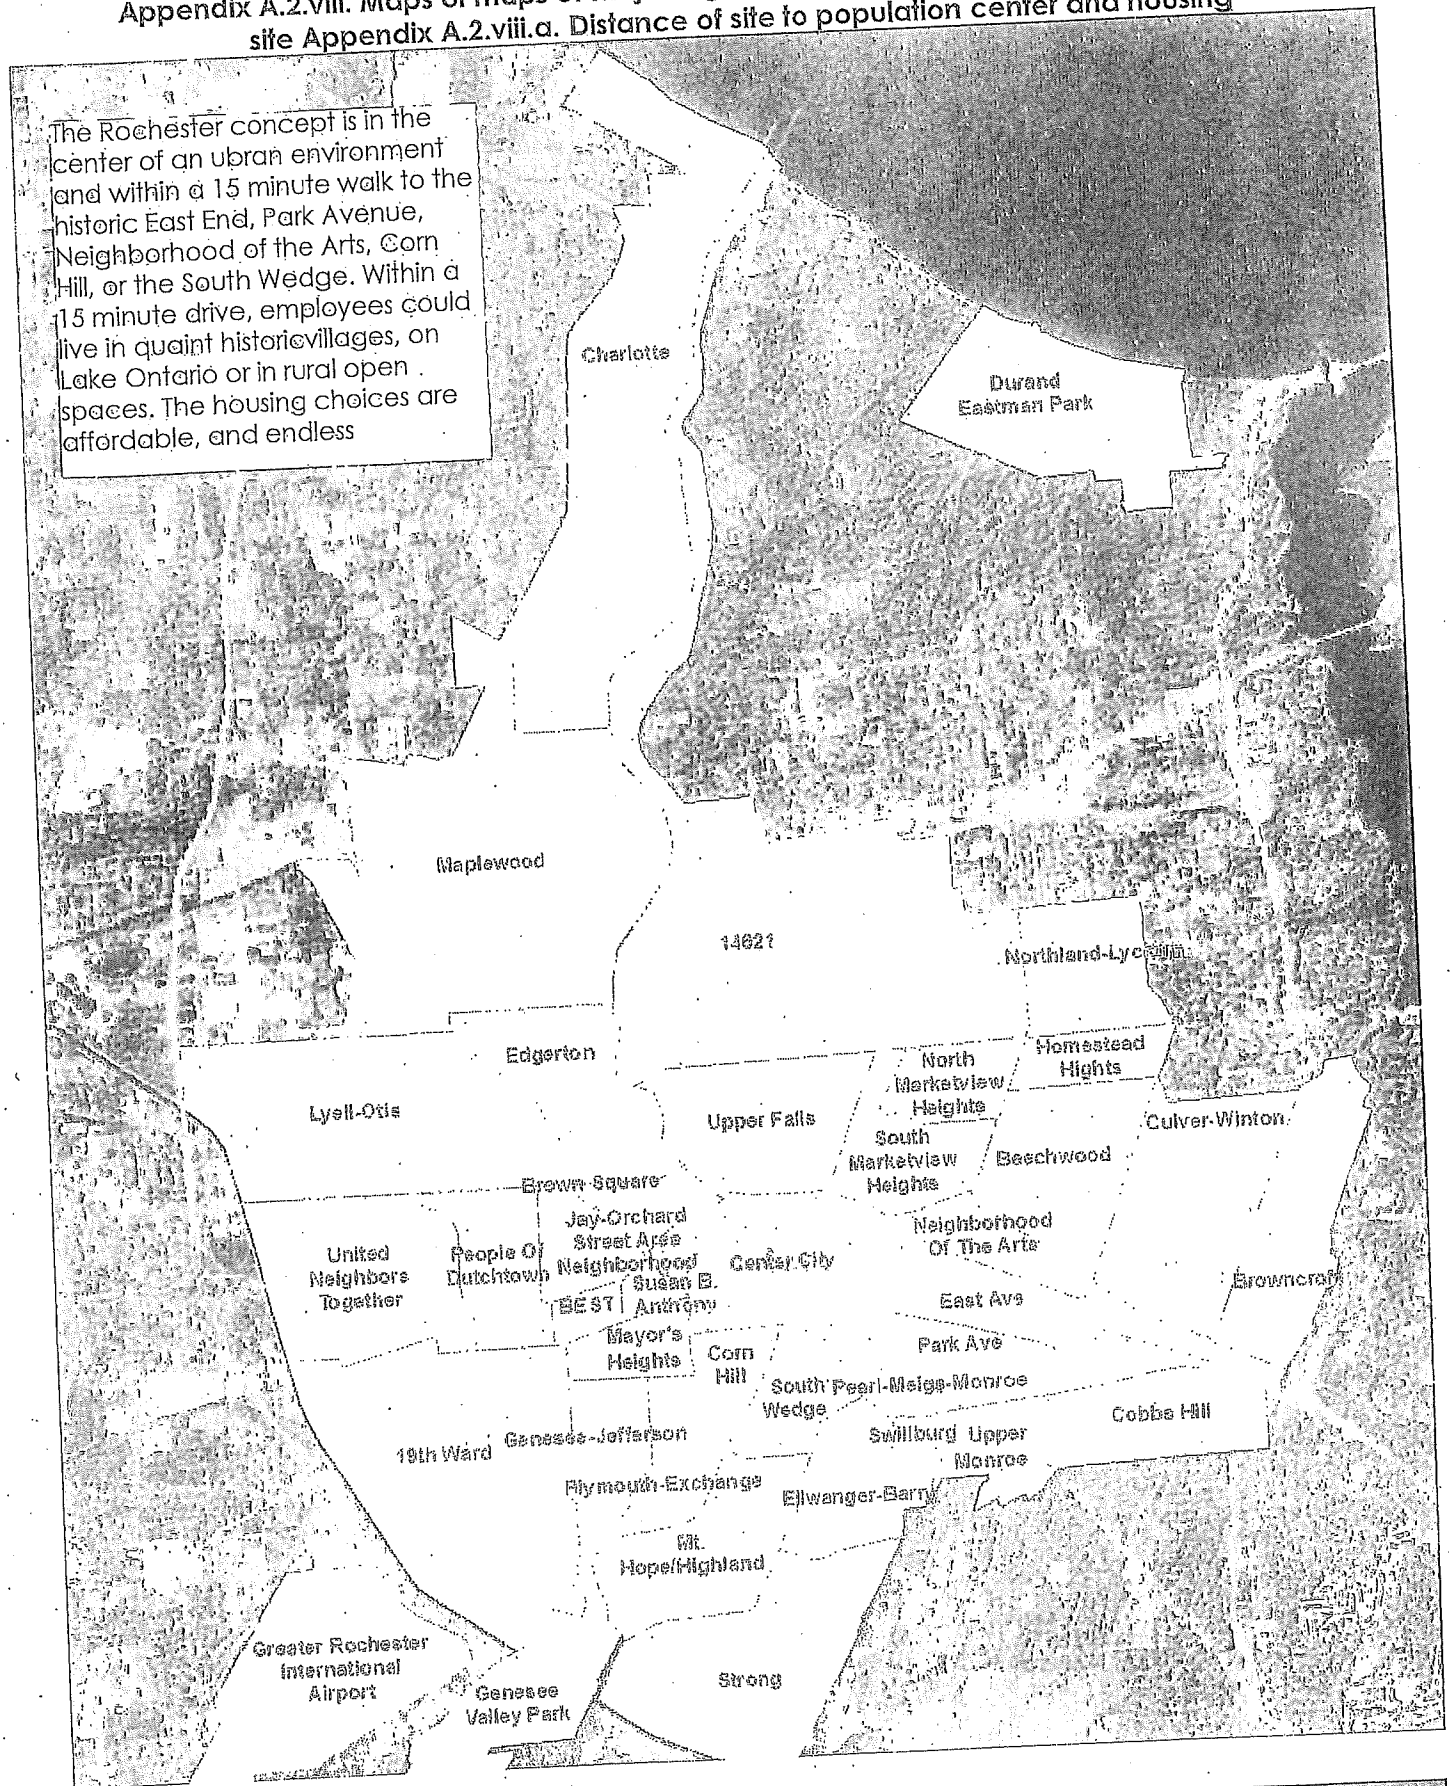 Appendix A.2.viii. Maps of maps of
site Appendix A.2.viii.a. Distance of site to population center and housing
The Rochester concept is in the
center of an ubran environment
and within a 15 minute walk to the
historic East End, Park Avenue,
Neighborhood of the Arts, Corn
Hill, or the South Wedge. Within a
15 minute drive, employees could
live in quaint historicvillages, on
Lake Ontario or in rural open
spaces. The housing choices are
affordable, and endless
Charlotte
Durand
Eastman Park
Maplewood
14621
Northland-Lyceum
Edgerton
North
Marketview
Heights
Homestead
Hights
Lyell-Otis
Upper Falls
Culver-Winton
South
Marketview
Heights
Beechwood
Brown Square
Jay-Orchard
Street Area
Neighborhood
United
Neighbors
Together
People Of
Dutchtown
Center City
Neighborhood
Of The Arts
Browncroft
BEST
Susan B.
Anthony
East Ave
Mayor's
Heights
Corn
Hill
Park Ave
South
Wedge
Pearl-Meigs-Monroe
Cobbs Hill
19th Ward
Genesee-Jefferson
Swillburg
Upper
Monroe
Plymouth-Exchange
Ellwanger-Barry
Mt.
Hope/Highland
Greater Rochester
International
Airport
Genesee
Valley Park
Strong